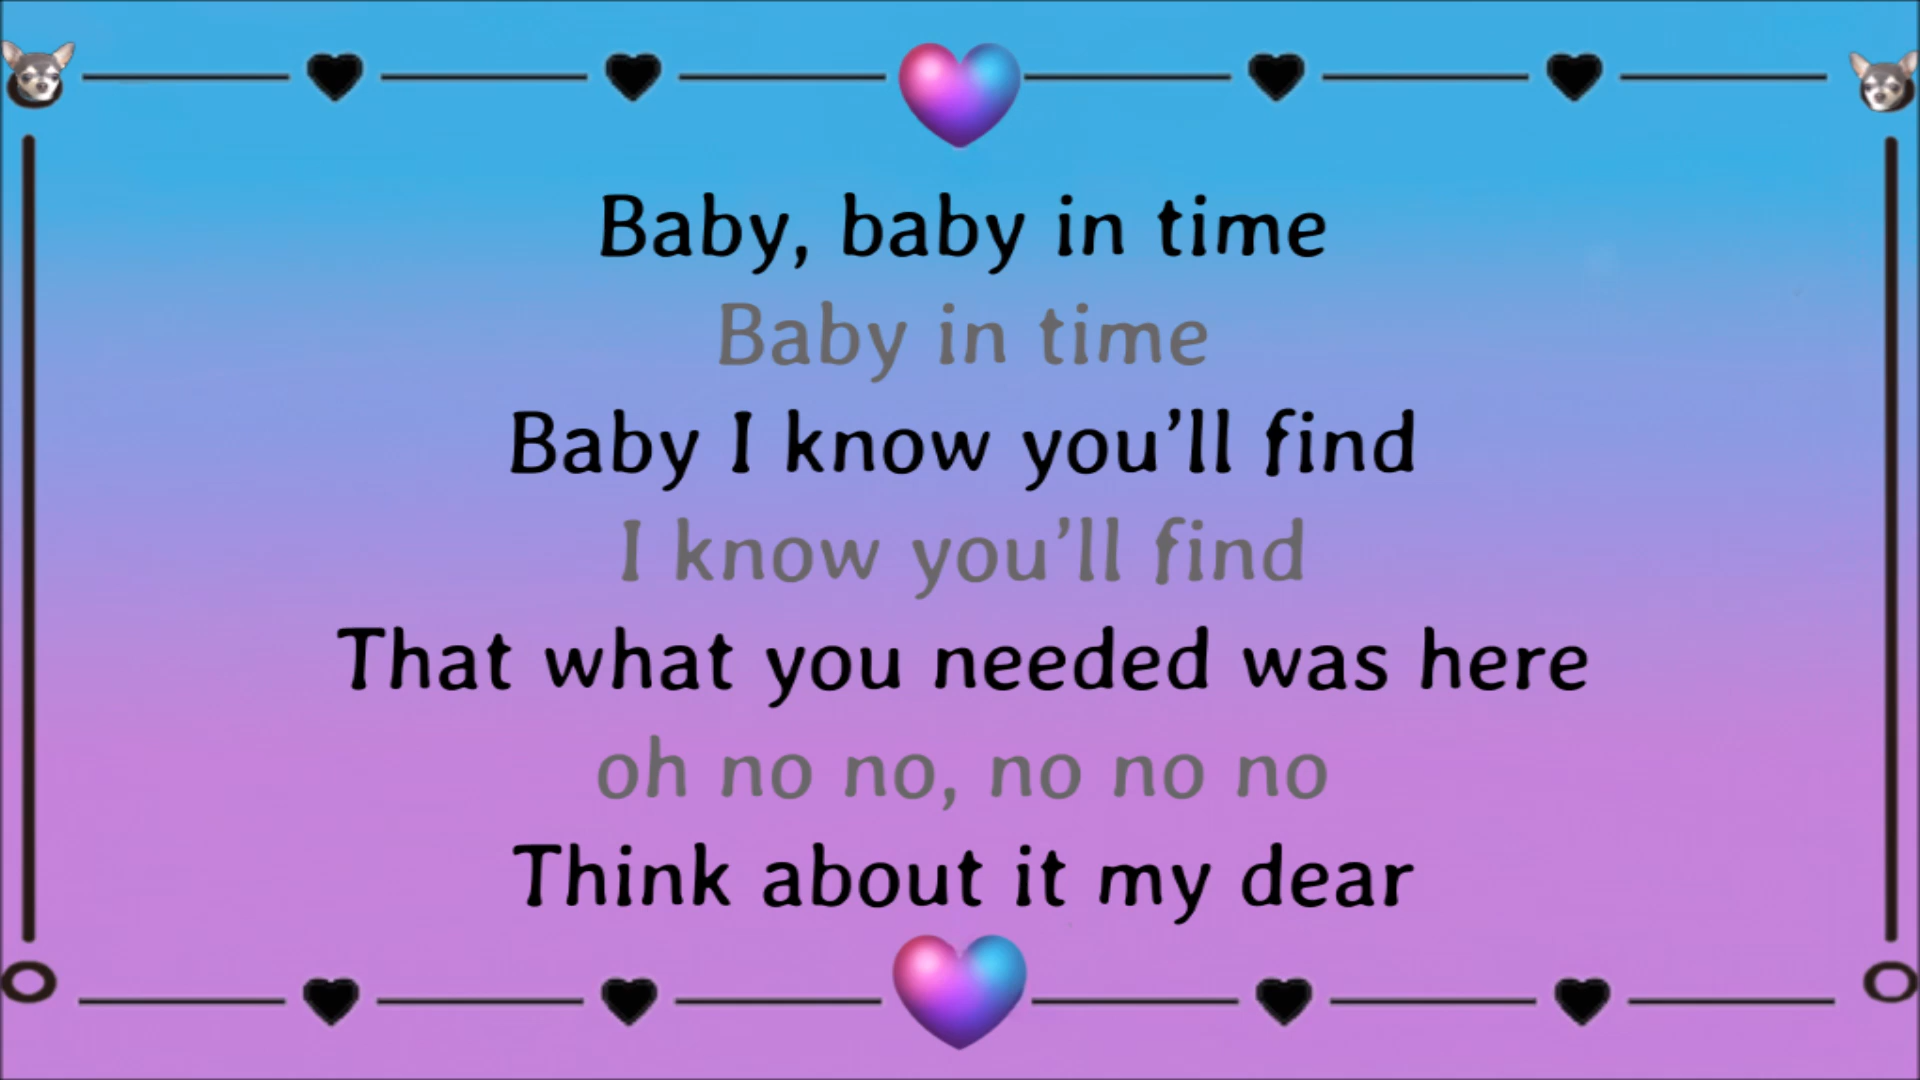 Baby, baby in time
Baby in time
Baby I know you’ll find
I know you’ll find
That what you needed was here
oh no no, no no no
Think about it my dear